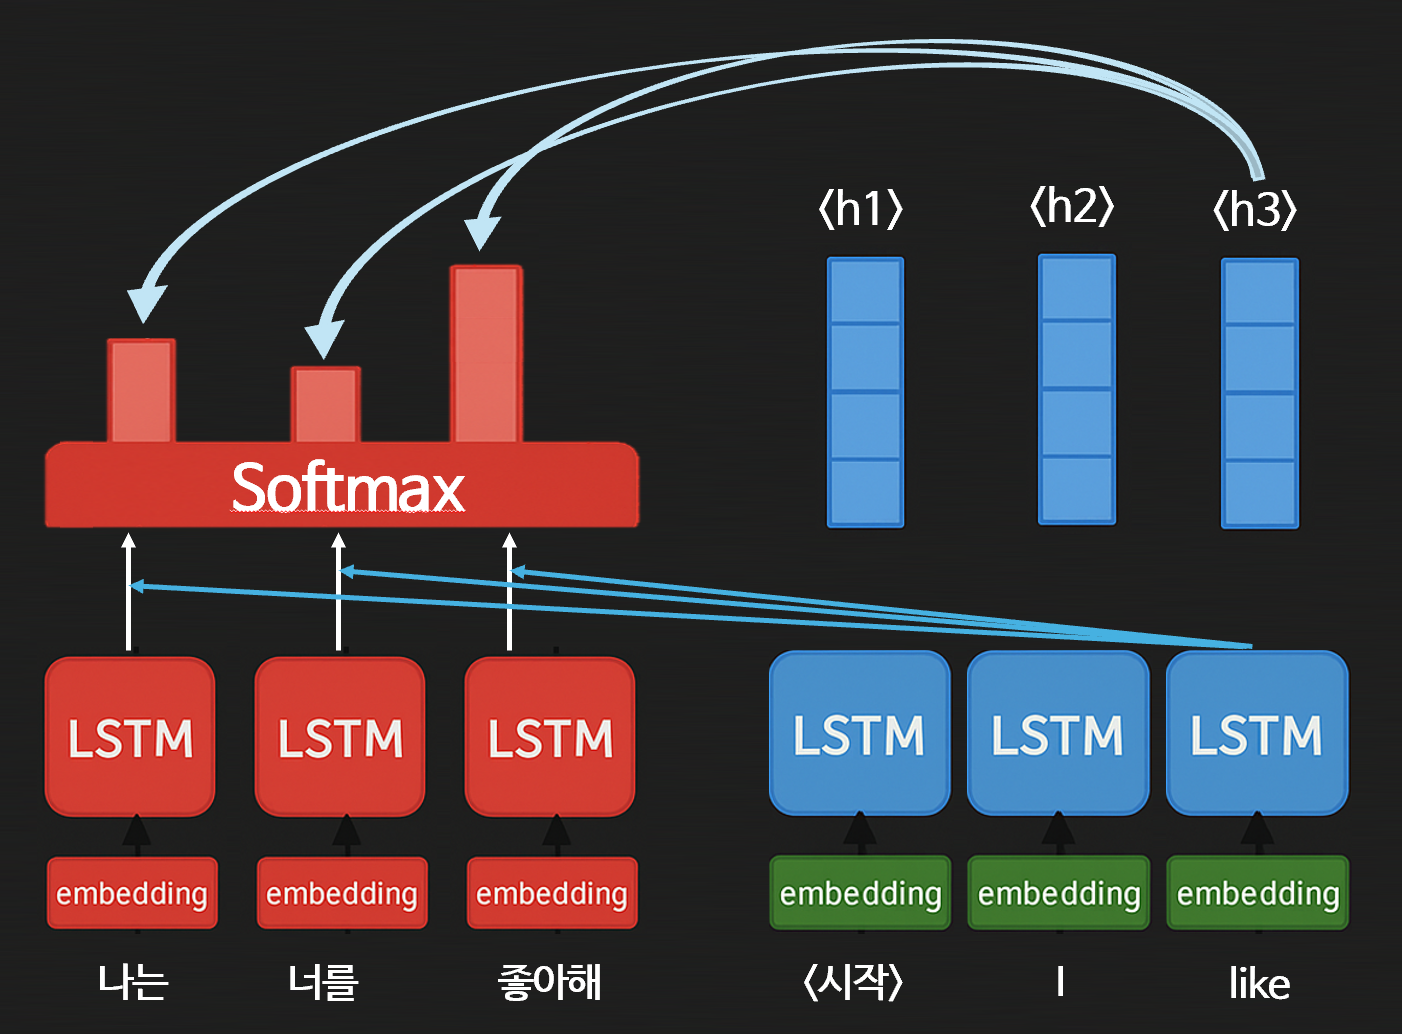 〈h1〉 〈h2〉 〈h3〉
Softmax
LSTM LSTM LSTM LSTM LSTM LSTM
embedding embedding embedding embedding embedding embedding
나는 너를 좋아해 〈시작〉 I like